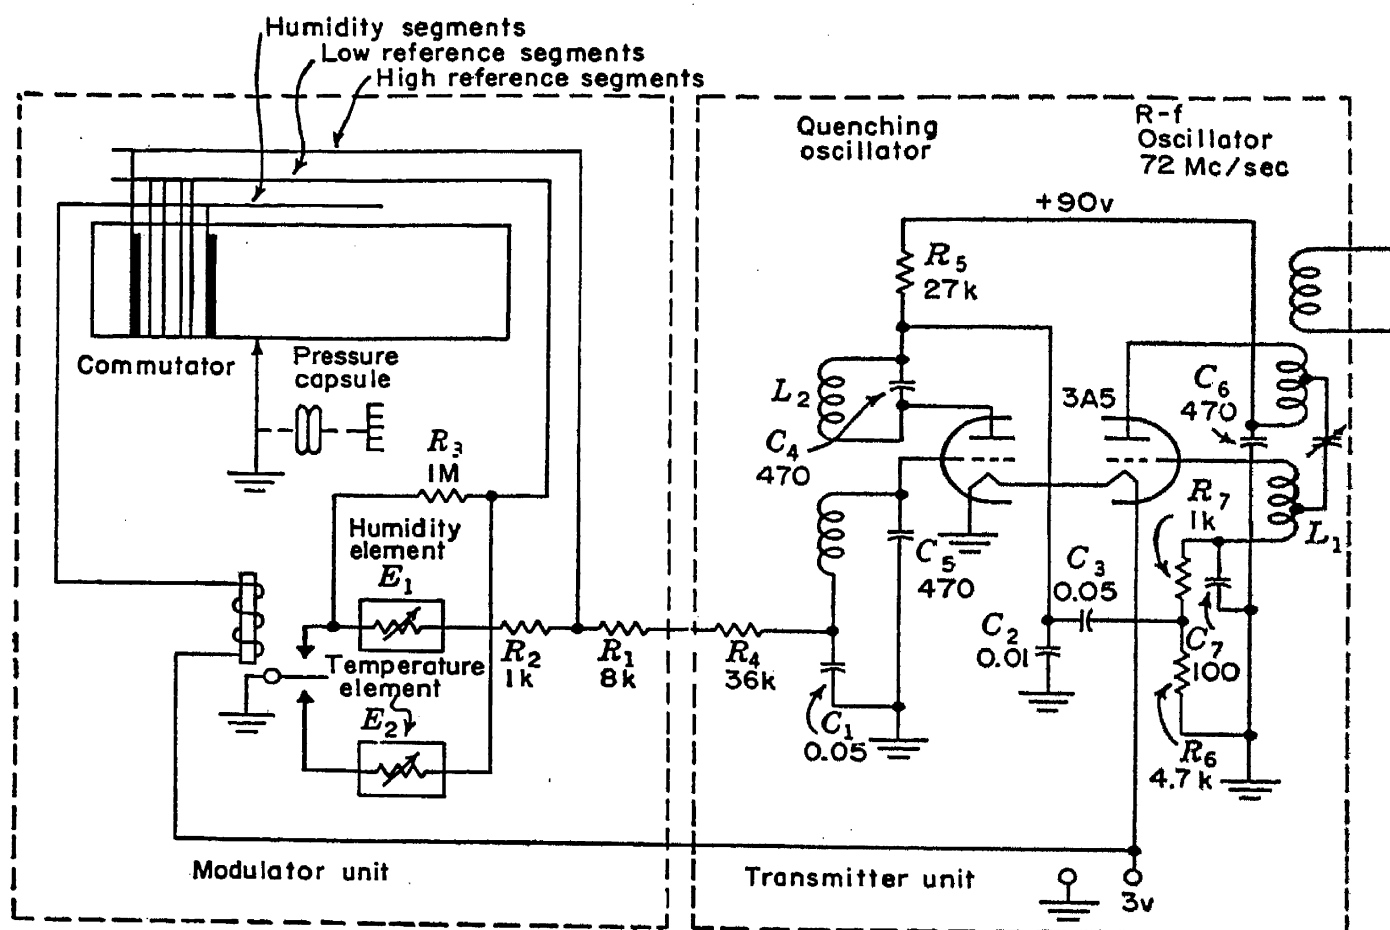 Humidity segments
Low reference segments
High reference segments
Quenching
oscillator
R-f
Oscillator
72 Mc/sec
+90v
R5
27k
Commutator
Pressure
capsule
L2
C4
470
3A5
C6
470
R3
1M
Humidity
element
E1
C5
470
R7
1k
L1
C3
0.05
Temperature
element
E2
R2
1k
R1
8k
R4
36k
C1
0.05
C2
0.01
C7
100
R6
4.7k
Modulator unit
Transmitter unit
3v